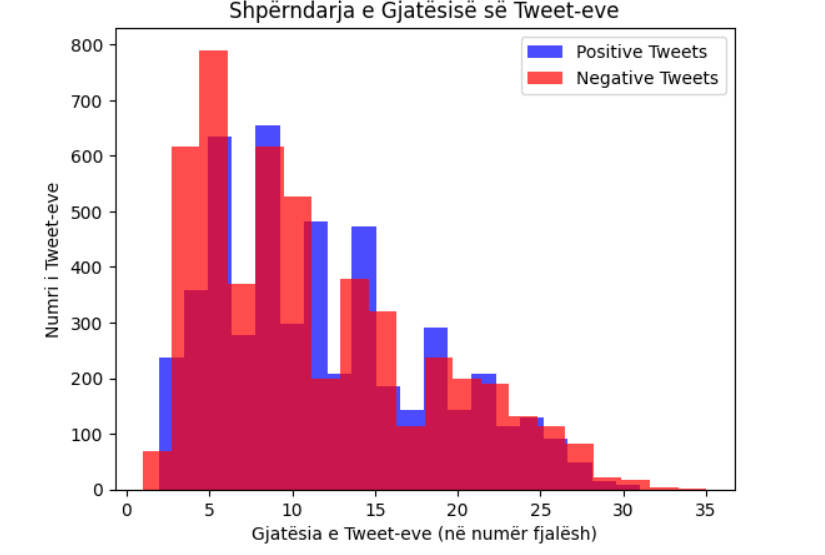 Shpërndarja e Gjatësisë së Tweet-eve
Positive Tweets
Negative Tweets
Numri i Tweet-eve
800
700
600
500
400
300
200
100
0
0 5 10 15 20 25 30 35
Gjatësia e Tweet-eve (në numër fjalësh)